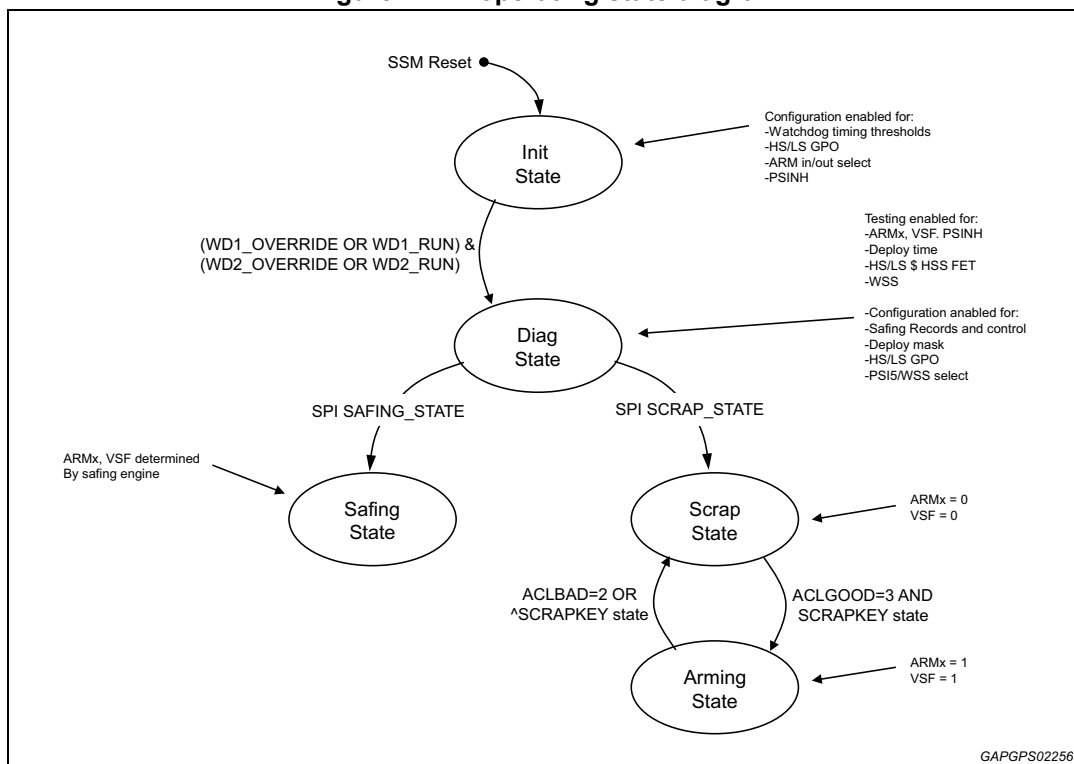 SSM Reset
Init
State
Configuration enabled for:
-Watchdog timing thresholds
-HS/LS GPO
-ARM in/out select
-PSINH
(WD1_OVERRIDE OR WD1_RUN) &
(WD2_OVERRIDE OR WD2_RUN)
Testing enabled for:
-ARMx, VSF. PSINH
-Deploy time
-HS/LS $ HSS FET
-WSS
Diag
State
-Configuration anabled for:
-Safing Records and control
-Deploy mask
-HS/LS GPO
-PSI5/WSS select
SPI SAFING_STATE
SPI SCRAP_STATE
ARMx, VSF determined
By safing engine
Safing
State
Scrap
State
ARMx = 0
VSF = 0
ACLBAD=2 OR
^SCRAPKEY state
ACLGOOD=3 AND
SCRAPKEY state
Arming
State
ARMx = 1
VSF = 1
GAPGPS02256